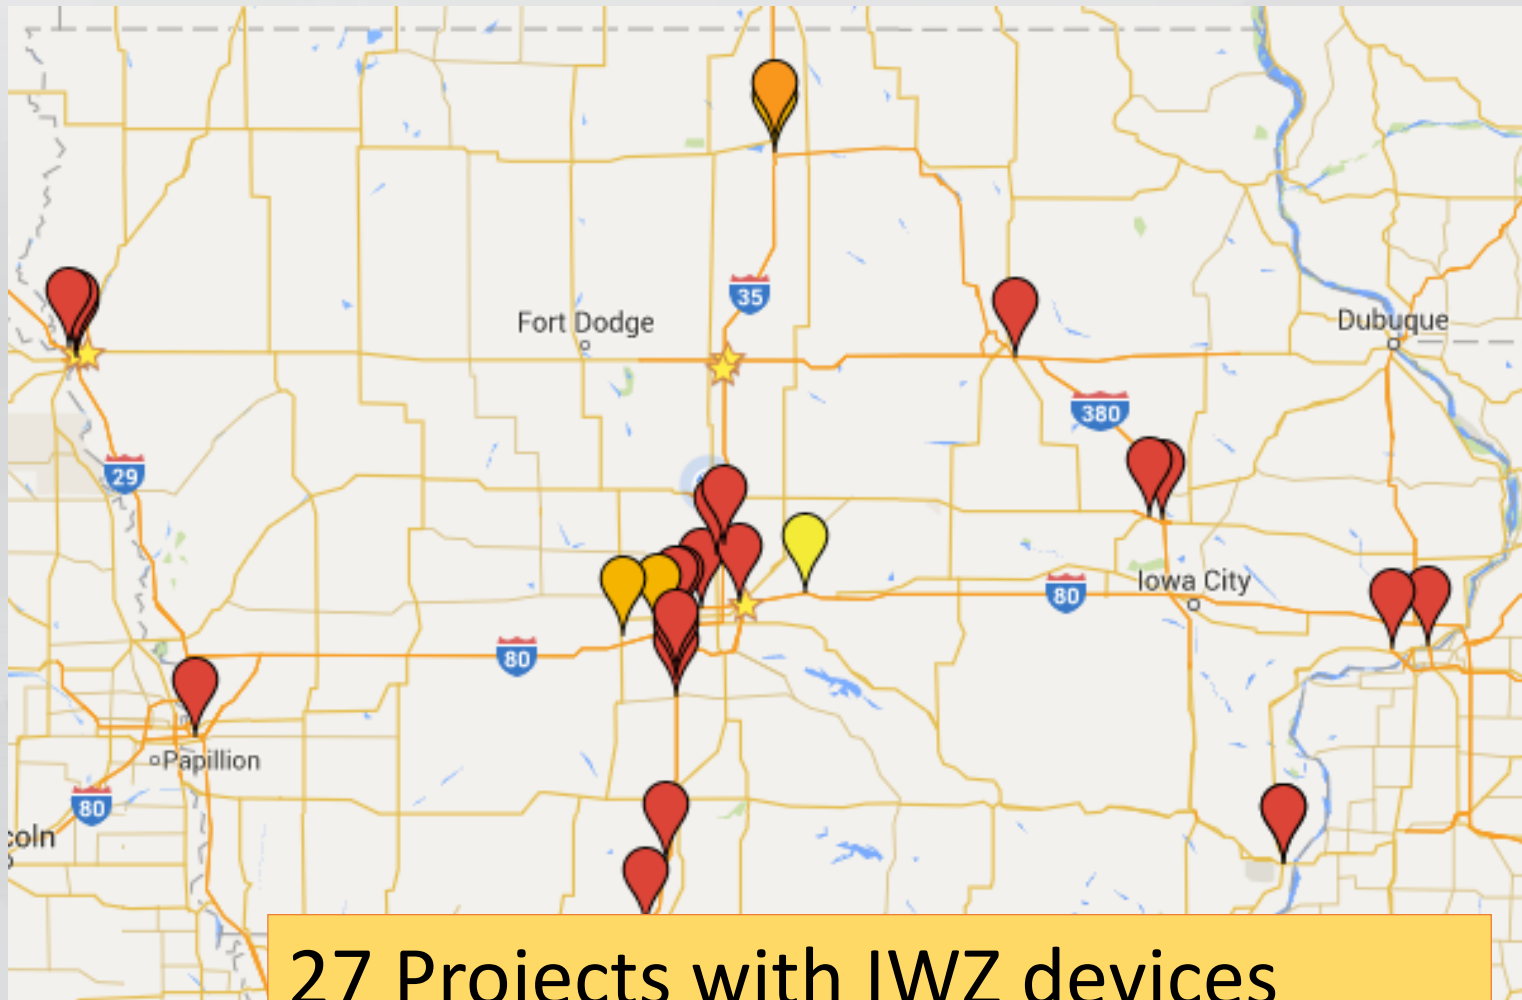 35
Fort Dodge
Dubuque
380
29
Iowa City
80
80
Papillion
80
coln
27 Projects with IWZ devices